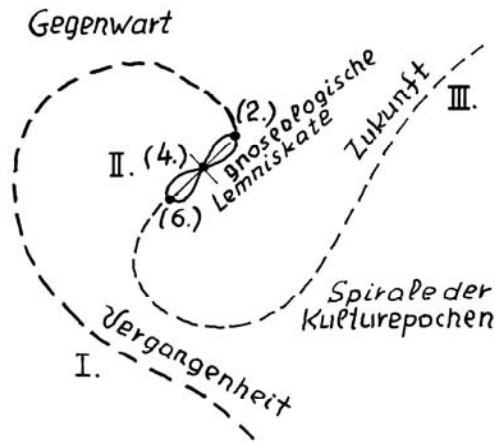 Gegenwart
(2.)
gnoseologische
Lemniskate
Zukunft
III.
II. (4.)
(6.)
Spirale der
Kulturepochen
Vergangenheit
I.